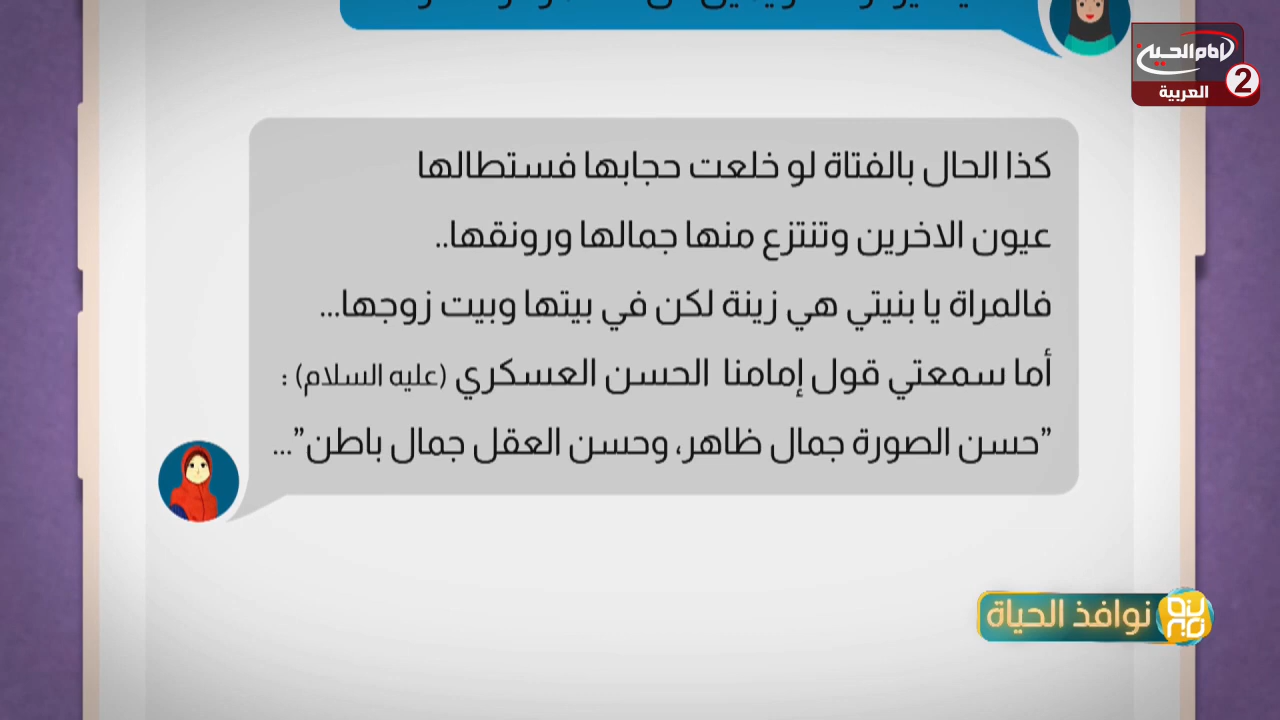 إمام الحسين
2
العربية
كذا الحال بالفتاة لو خلعت حجابها فستطالها
عيون الاخرين وتنتزع منها جمالها ورونقها..
فالمراة يا بنيتي هي زينة لكن في بيتها وبيت زوجها...
أما سمعتي قول إمامنا الحسن العسكري (عليه السلام) :
"حسن الصورة جمال ظاهر، وحسن العقل جمال باطن"...
نوافذ الحياة